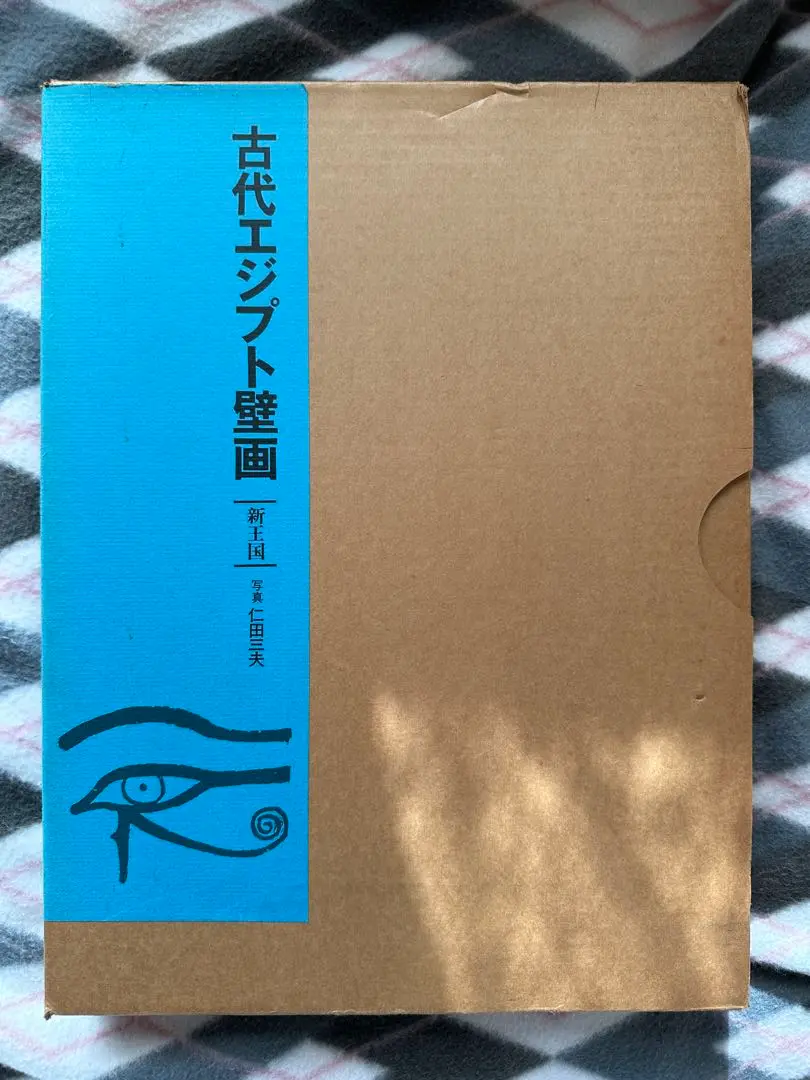 古代エジプト壁画
新王国
写真 仁田三夫